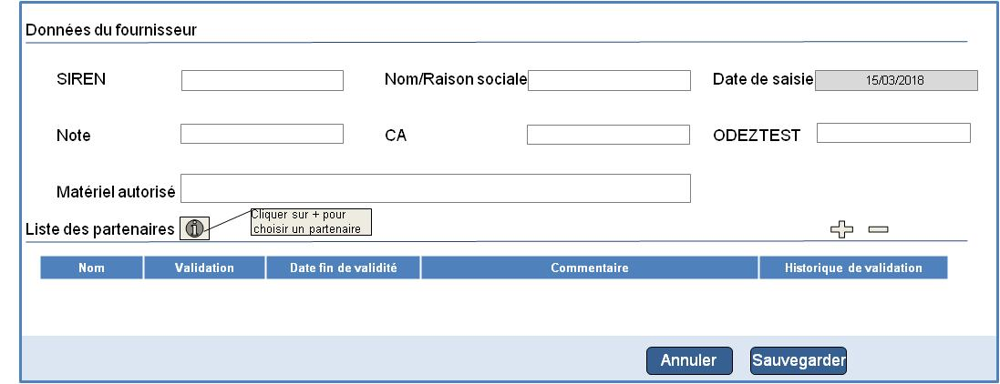 Données du fournisseur
SIREN Nom/Raison sociale Date de saisie 15/03/2018
Note CA ODEZTEST
Matériel autorisé
Liste des partenaires Cliquer sur + pour
choisir un partenaire
Nom Validation Date fin de validité Commentaire Historique de validation
Annuler Sauvegarder